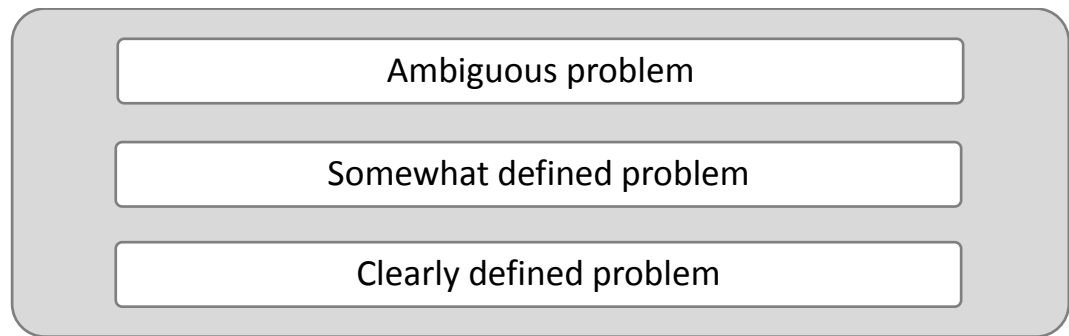 Ambiguous problem
Somewhat defined problem
Clearly defined problem